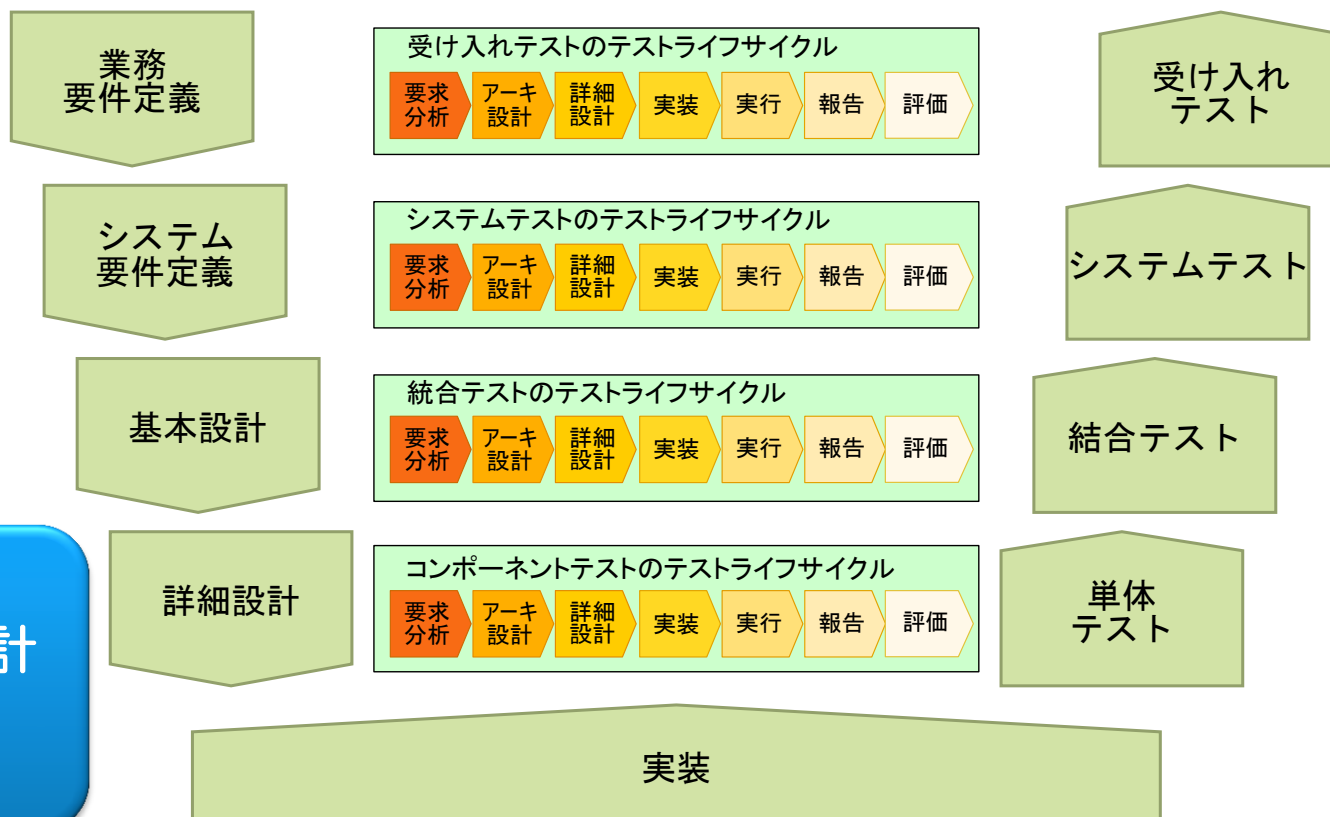 業務
要件定義
受け入れテストのテストライフサイクル
要求
分析
アーキ
設計
詳細
設計
実装
実行
報告
評価
受け入れ
テスト
システム
要件定義
システムテストのテストライフサイクル
要求
分析
アーキ
設計
詳細
設計
実装
実行
報告
評価
システムテスト
基本設計
統合テストのテストライフサイクル
要求
分析
アーキ
設計
詳細
設計
実装
実行
報告
評価
結合テスト
計
詳細設計
コンポーネントテストのテストライフサイクル
要求
分析
アーキ
設計
詳細
設計
実装
実行
報告
評価
単体
テスト
実装